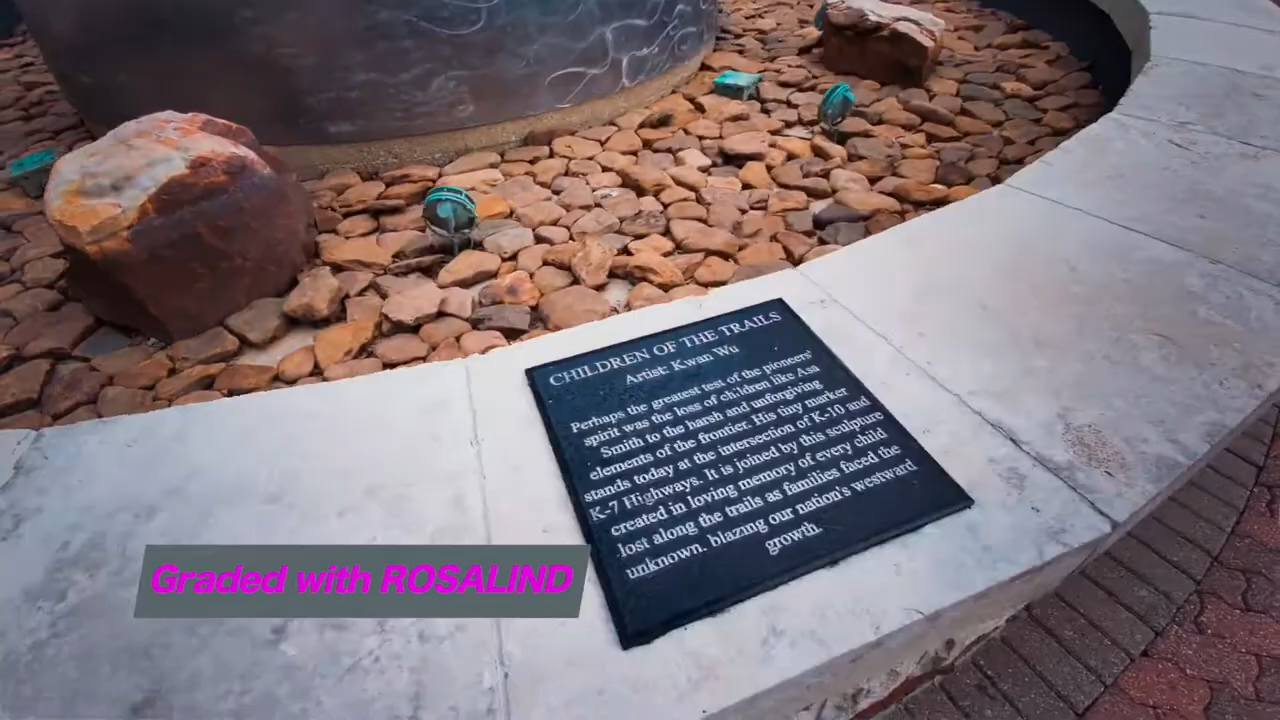 CHILDREN OF THE TRAILS
Artist: Kwan Wu
Perhaps the greatest test of the pioneers'
spirit was the loss of children like Asa
Smith to the harsh and unforgiving
elements of the frontier. His tiny marker
stands today at the intersection of K-10 and
K-7 Highways. It is joined by this sculpture
created in loving memory of every child
lost along the trails as families faced the
unknown, blazing our nation's westward
growth.
Graded with ROSALIND